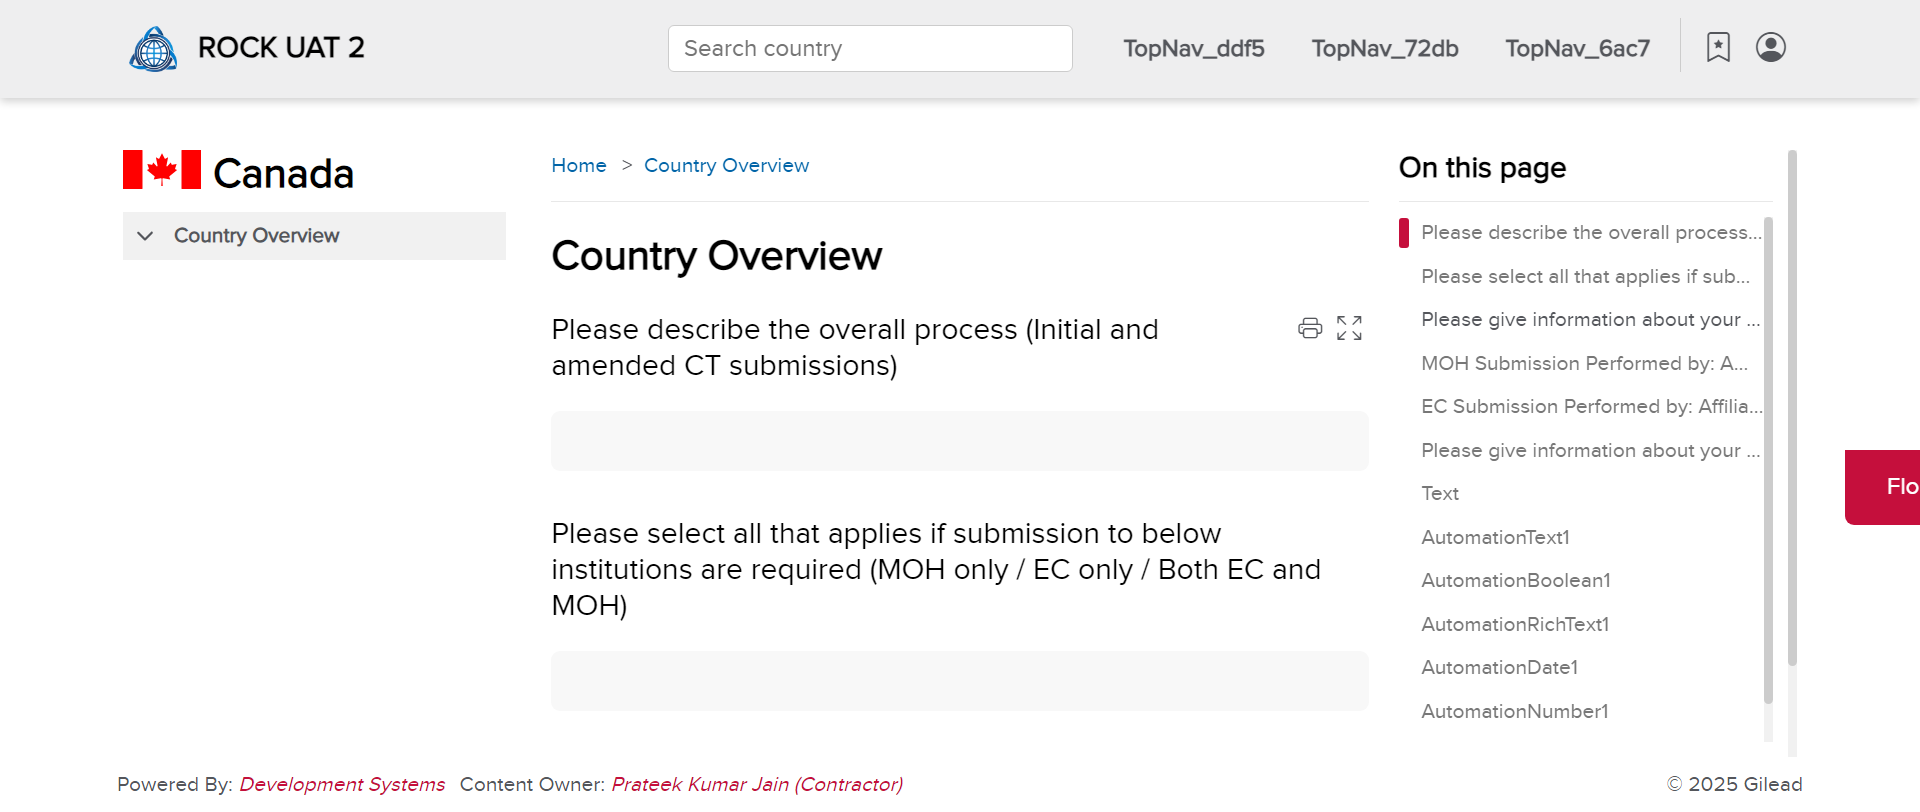 ROCK UAT 2
Search country
TopNav_ddf5
TopNav_72db
TopNav_6ac7
Canada
Country Overview
Home > Country Overview
Country Overview
Please describe the overall process (Initial and
amended CT submissions)
Please select all that applies if submission to below
institutions are required (MOH only / EC only / Both EC and
MOH)
On this page
Please describe the overall process...
Please select all that applies if sub...
Please give information about your ...
MOH Submission Performed by: A...
EC Submission Performed by: Affilia...
Please give information about your ...
Text
AutomationText1
AutomationBoolean1
AutomationRichText1
AutomationDate1
AutomationNumber1
Flo
Powered By: Development Systems Content Owner: Prateek Kumar Jain (Contractor)
© 2025 Gilead